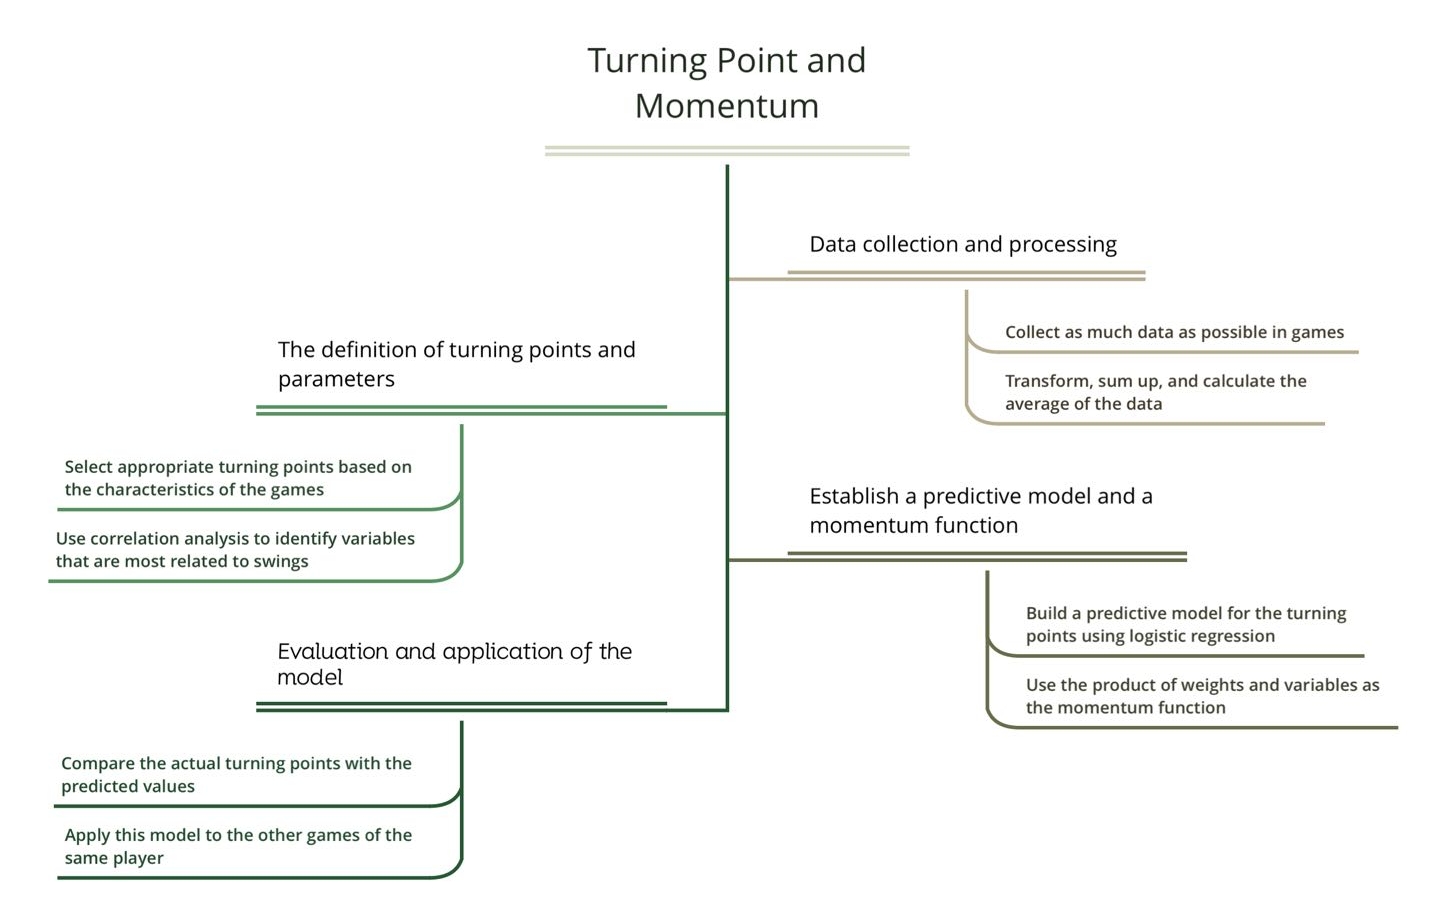 Turning Point and
Momentum
Data collection and processing
Collect as much data as possible in games
Transform, sum up, and calculate the
average of the data
The definition of turning points and
parameters
Select appropriate turning points based on
the characteristics of the games
Use correlation analysis to identify variables
that are most related to swings
Establish a predictive model and a
momentum function
Build a predictive model for the turning
points using logistic regression
Use the product of weights and variables as
the momentum function
Evaluation and application of the
model
Compare the actual turning points with the
predicted values
Apply this model to the other games of the
same player